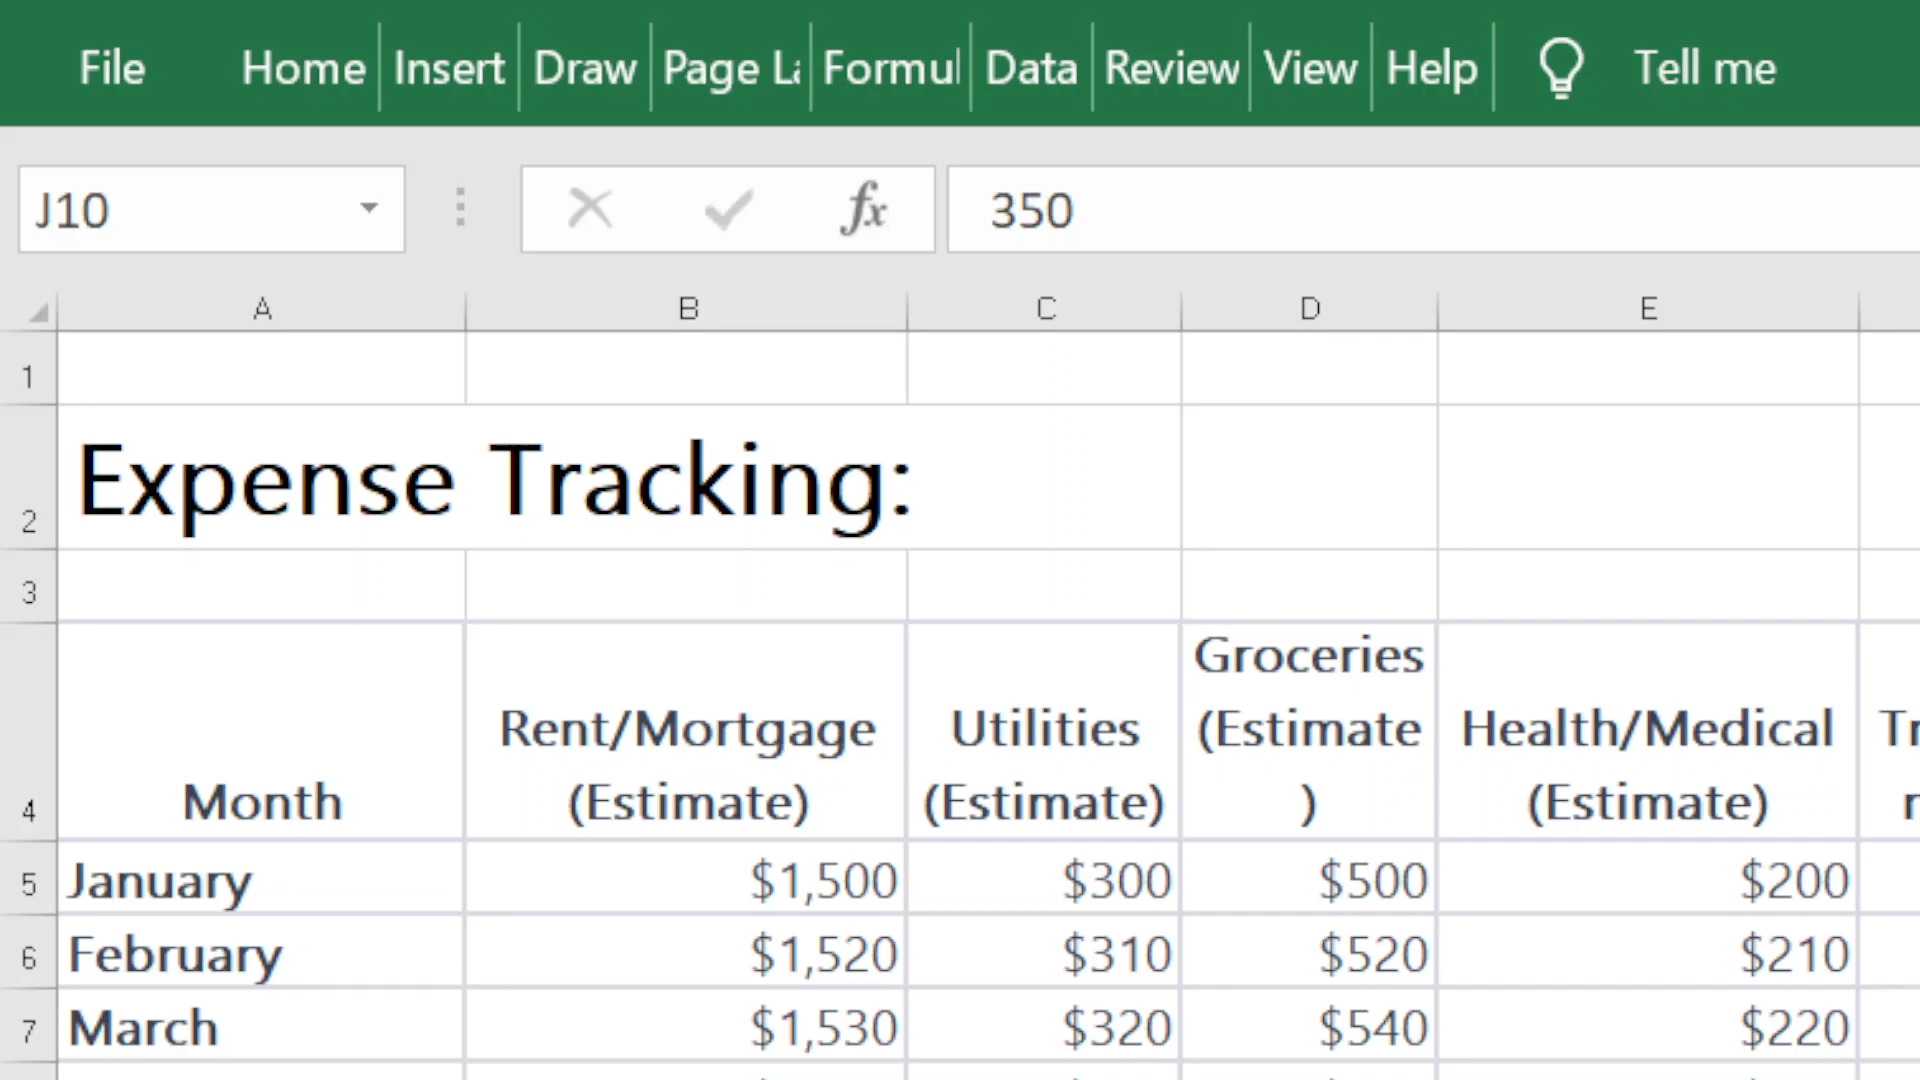 File Home Insert Draw Page La Formul Data Review View Help Tell me
J10 fx 350
A B C D E
1
2 Expense Tracking:
3
Groceries
Rent/Mortgage Utilities (Estimate Health/Medical Tr
4 Month (Estimate) (Estimate) ) (Estimate)
5 January $1,500 $300 $500 $200
6 February $1,520 $310 $520 $210
7 March $1,530 $320 $540 $220